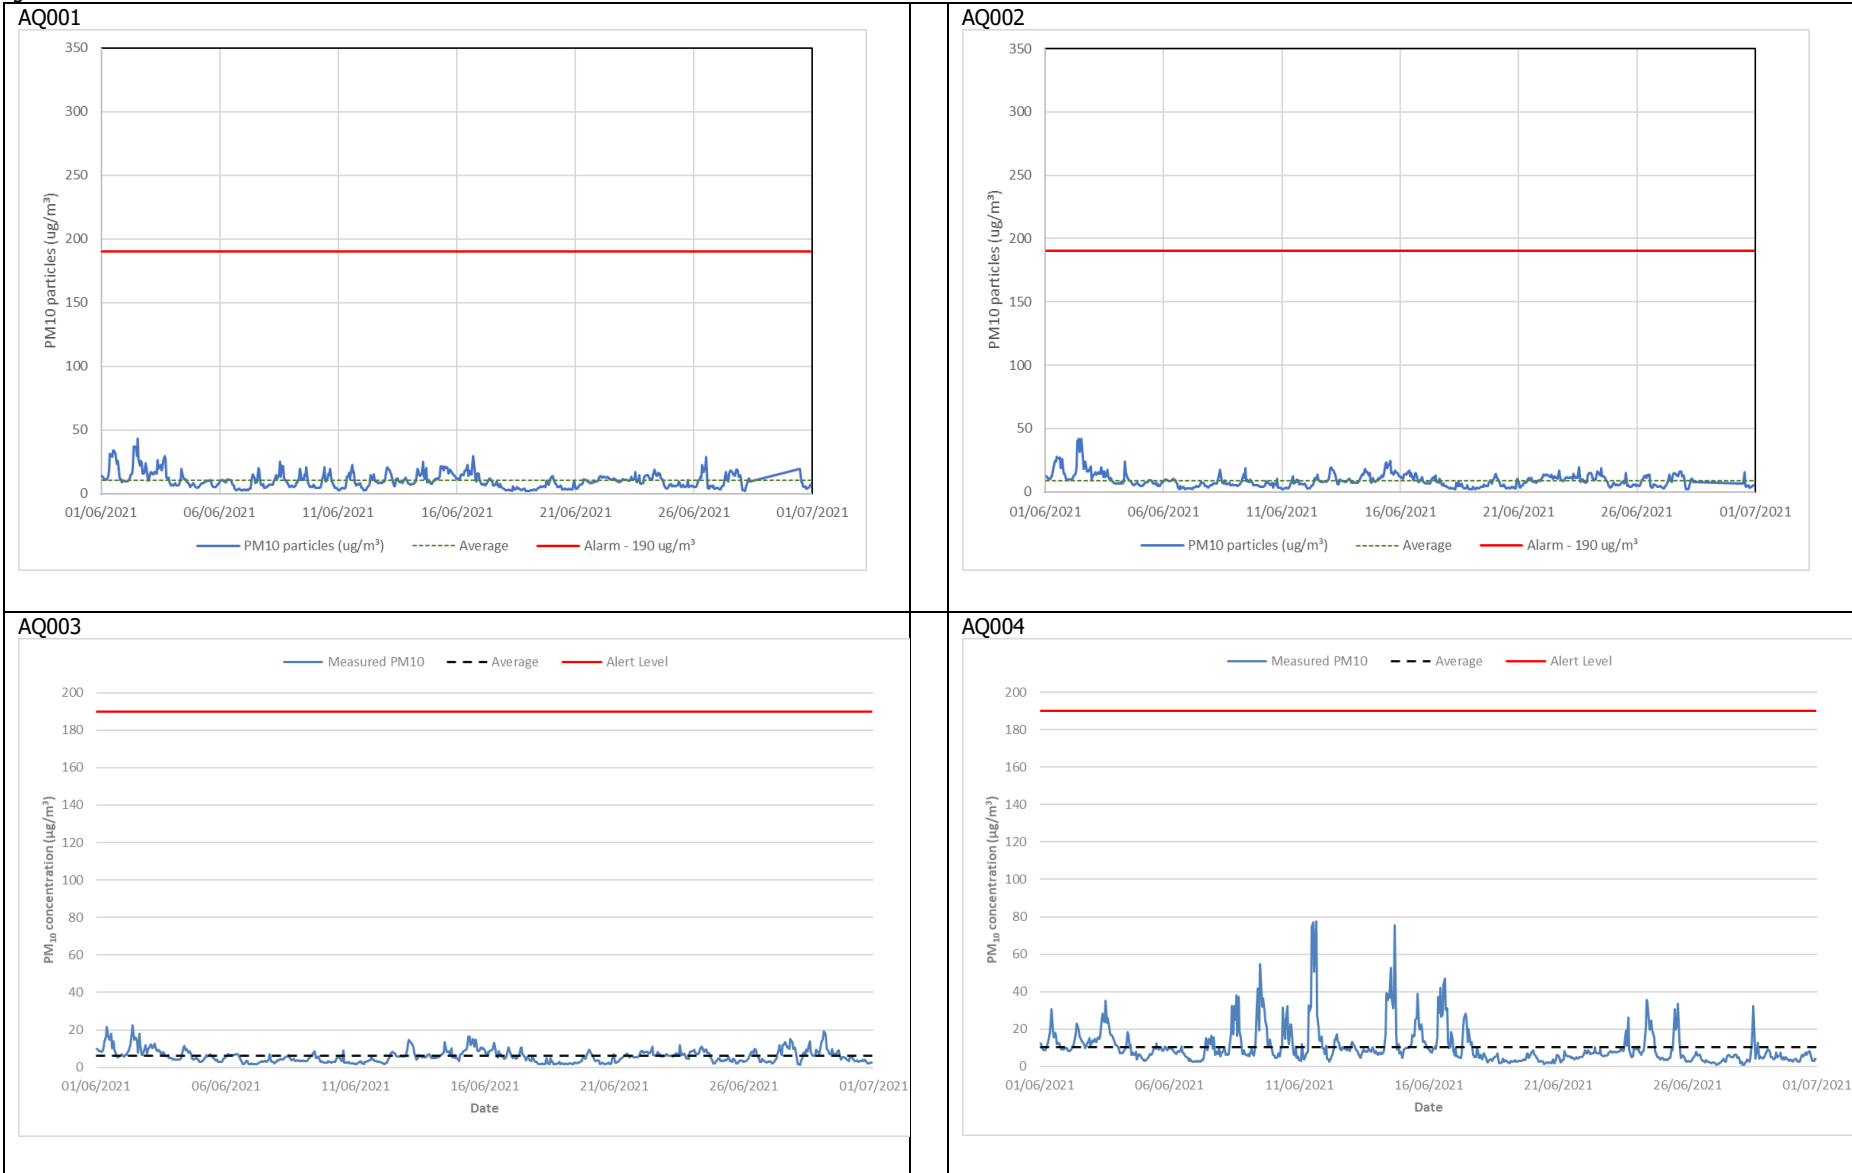 AQ001
350
300
250
200
150
100
50
0
PM10 particles (ug/m³)
01/06/2021 06/06/2021 11/06/2021 16/06/2021 21/06/2021 26/06/2021 01/07/2021
PM10 particles (ug/m³) Average Alarm - 190 ug/m³
AQ002
350
300
250
200
150
100
50
0
PM10 particles (ug/m³)
01/06/2021 06/06/2021 11/06/2021 16/06/2021 21/06/2021 26/06/2021 01/07/2021
PM10 particles (ug/m³) Average Alarm - 190 ug/m³
AQ003
Measured PM10 Average Alert Level
200
180
160
140
120
100
80
60
40
20
0
PM₁₀ concentration (µg/m³)
01/06/2021 06/06/2021 11/06/2021 16/06/2021 21/06/2021 26/06/2021 01/07/2021
Date
AQ004
Measured PM10 Average Alert Level
200
180
160
140
120
100
80
60
40
20
0
PM₁₀ concentration (µg/m³)
01/06/2021 06/06/2021 11/06/2021 16/06/2021 21/06/2021 26/06/2021 01/07/2021
Date